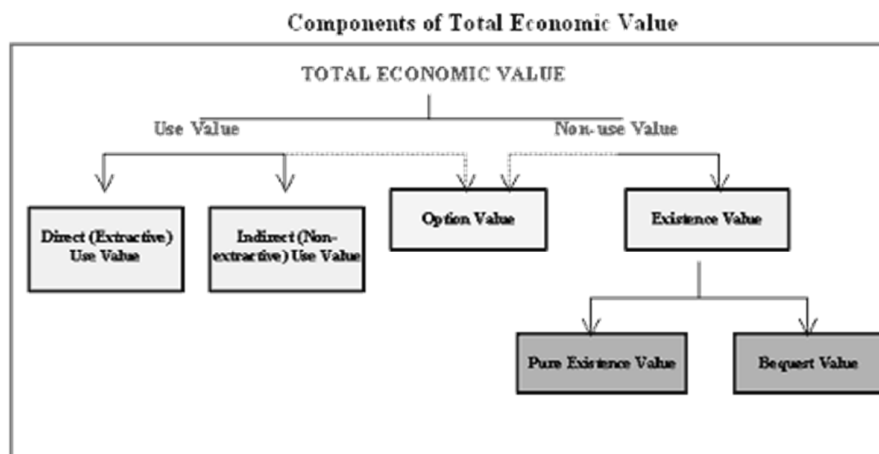 Components of Total Economic Value
TOTAL ECONOMIC VALUE
Use Value
Non-use Value
Direct (Extractive)
Use Value
Indirect (Non-
extractive) Use Value
Option Value
Existence Value
Pure Existence Value
Bequest Value